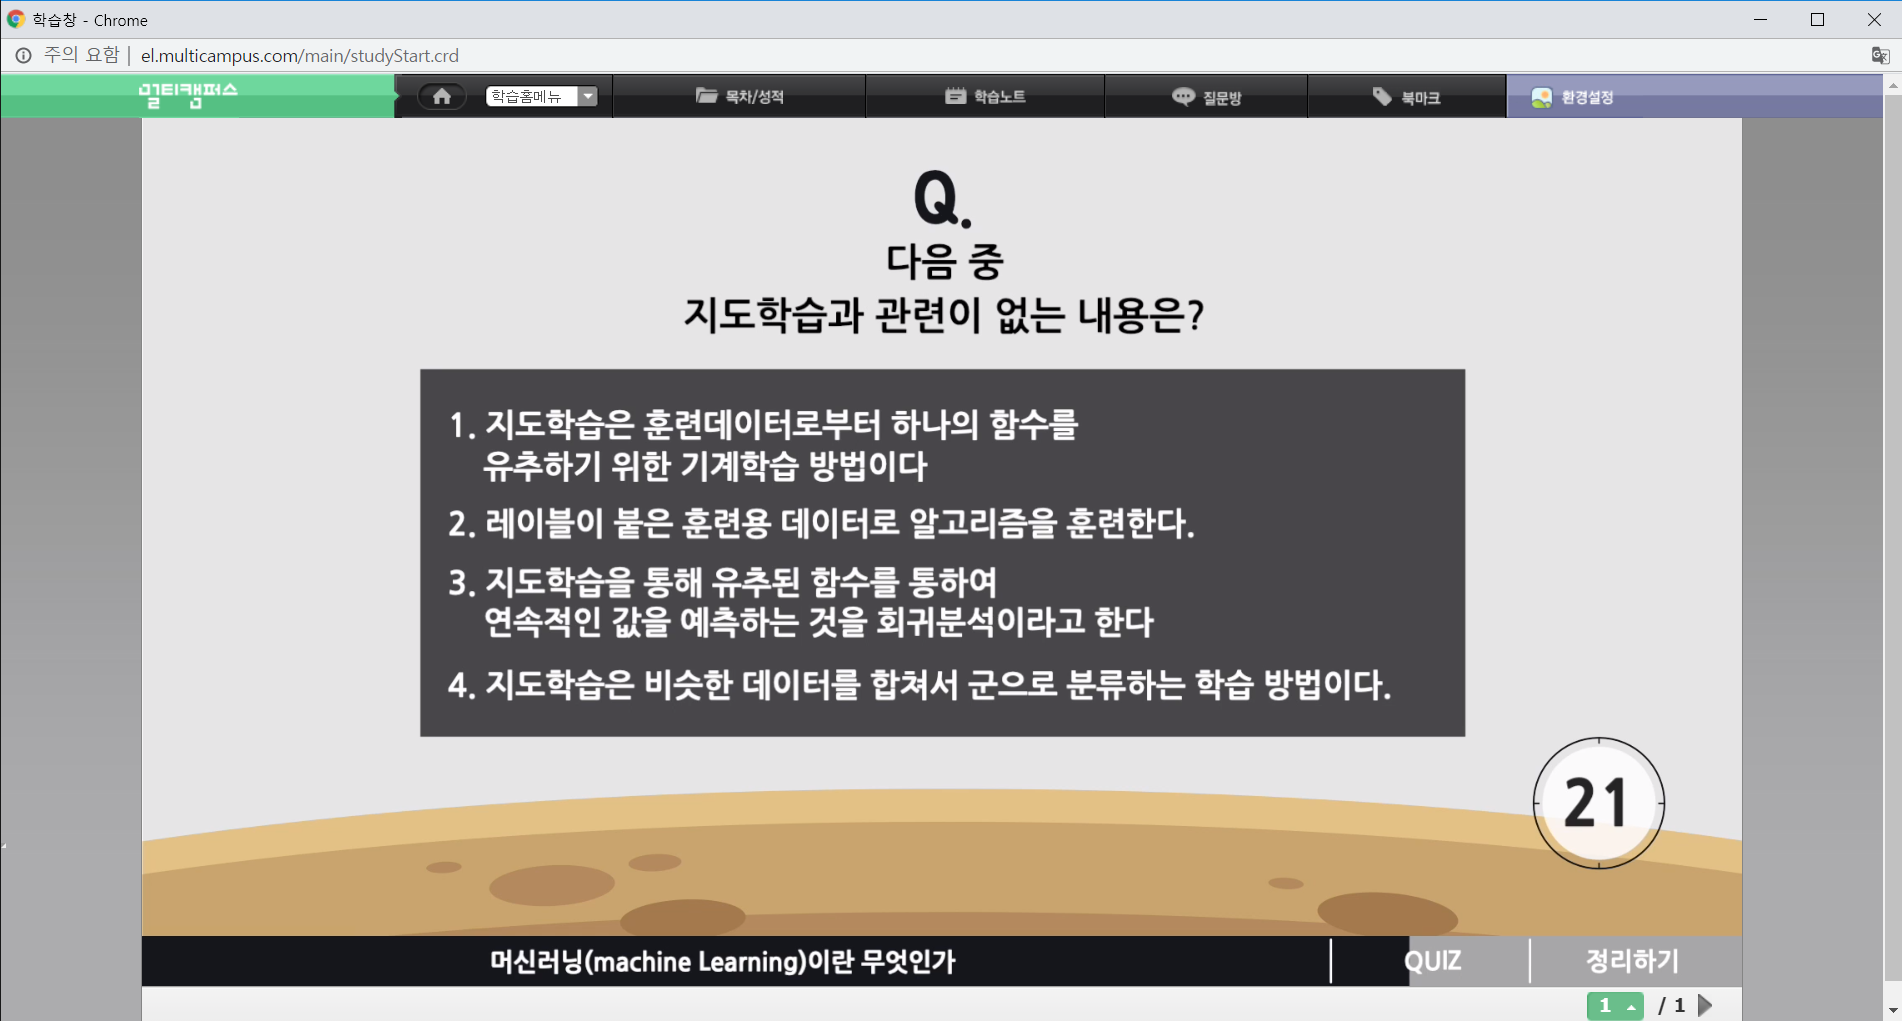 학습창 - Chrome
주의 요함 | el.multicampus.com/main/studyStart.crd
멀티캠퍼스
학습홈메뉴
목차/성적
학습노트
질문방
북마크
환경설정
Q.
다음 중
지도학습과 관련이 없는 내용은?
1. 지도학습은 훈련데이터로부터 하나의 함수를
유추하기 위한 기계학습 방법이다
2. 레이블이 붙은 훈련용 데이터로 알고리즘을 훈련한다.
3. 지도학습을 통해 유추된 함수를 통하여
연속적인 값을 예측하는 것을 회귀분석이라고 한다
4. 지도학습은 비슷한 데이터를 합쳐서 군으로 분류하는 학습 방법이다.
21
머신러닝(machine Learning)이란 무엇인가
QUIZ
정리하기
1 / 1